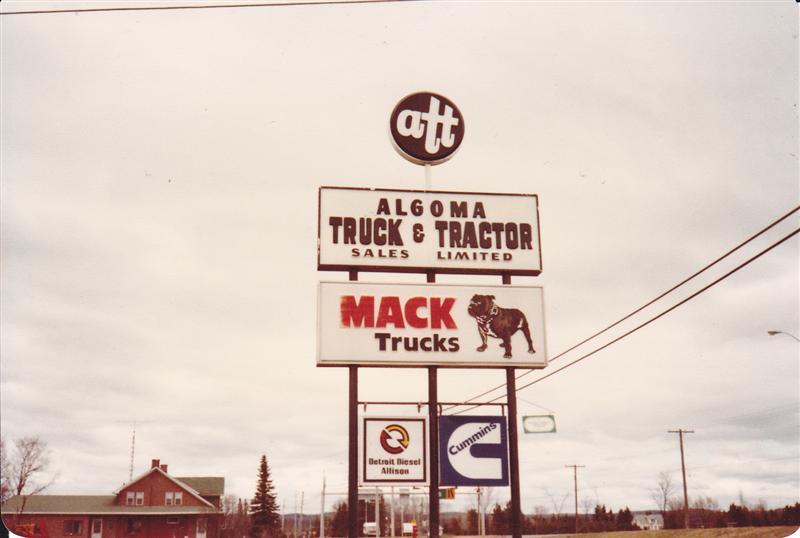 att
ALGOMA
TRUCK & TRACTOR
SALES LIMITED
MACK
Trucks
Detroit Diesel
Allison
Cummins